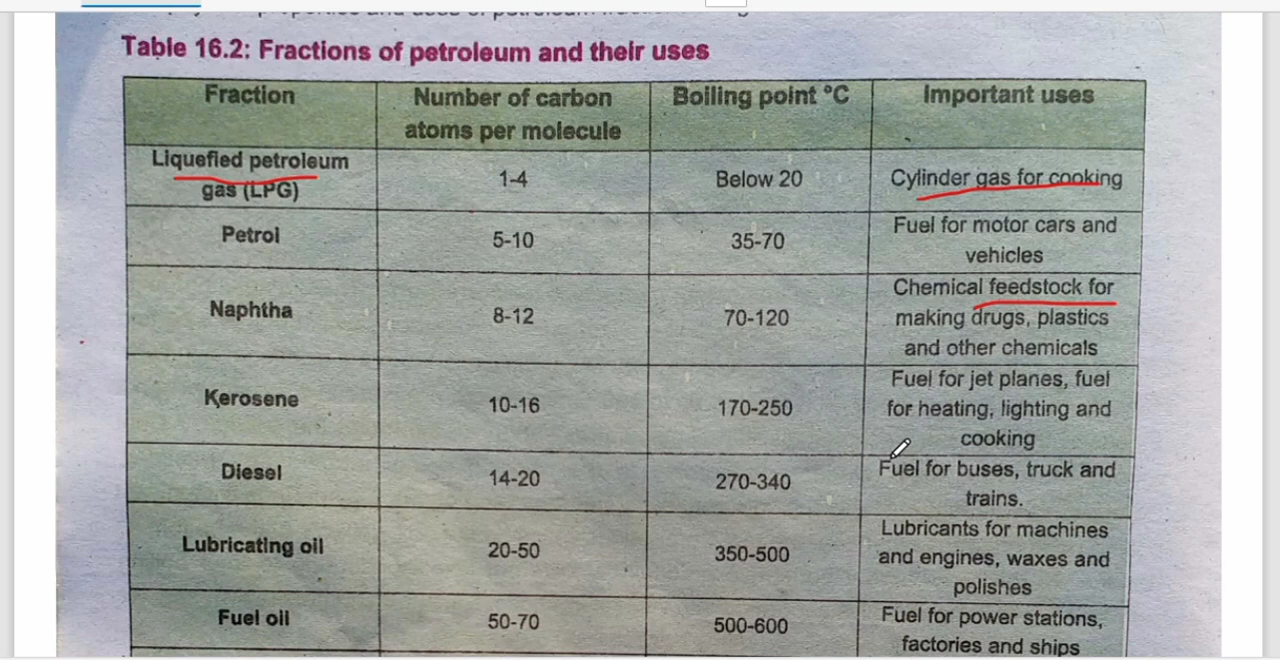 Table 16.2: Fractions of petroleum and their uses
Fraction
Number of carbon
atoms per molecule
Boiling point °C
Important uses
Liquefied petroleum
gas (LPG)
1-4
Below 20
Cylinder gas for cooking
Petrol
5-10
35-70
Fuel for motor cars and
vehicles
Naphtha
8-12
70-120
Chemical feedstock for
making drugs, plastics
and other chemicals
Kerosene
10-16
170-250
Fuel for jet planes, fuel
for heating, lighting and
cooking
Diesel
14-20
270-340
Fuel for buses, truck and
trains.
Lubricating oil
20-50
350-500
Lubricants for machines
and engines, waxes and
polishes
Fuel oil
50-70
500-600
Fuel for power stations,
factories and ships